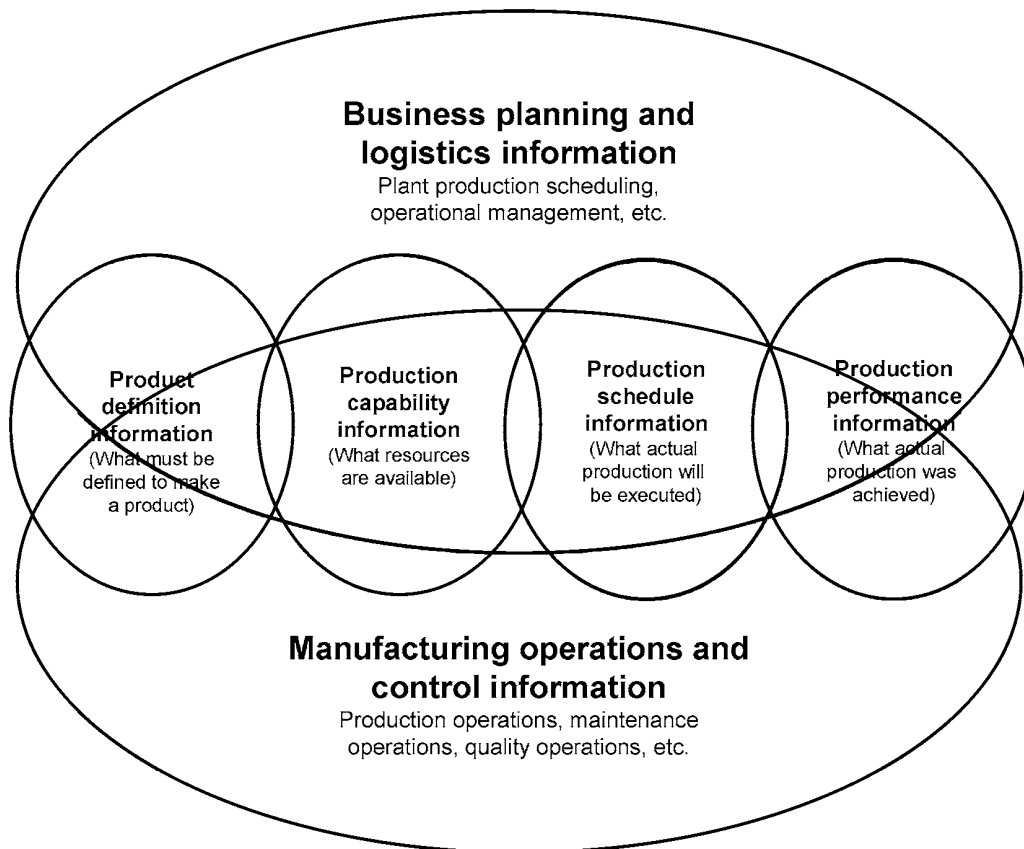 Business planning and
logistics information
Plant production scheduling,
operational management, etc.
Product
definition
information
(What must be
defined to make
a product)
Production
capability
information
(What resources
are available)
Production
schedule
information
(What actual
production will
be executed)
Production
performance
information
(What actual
production was
achieved)
Manufacturing operations and
control information
Production operations, maintenance
operations, quality operations, etc.